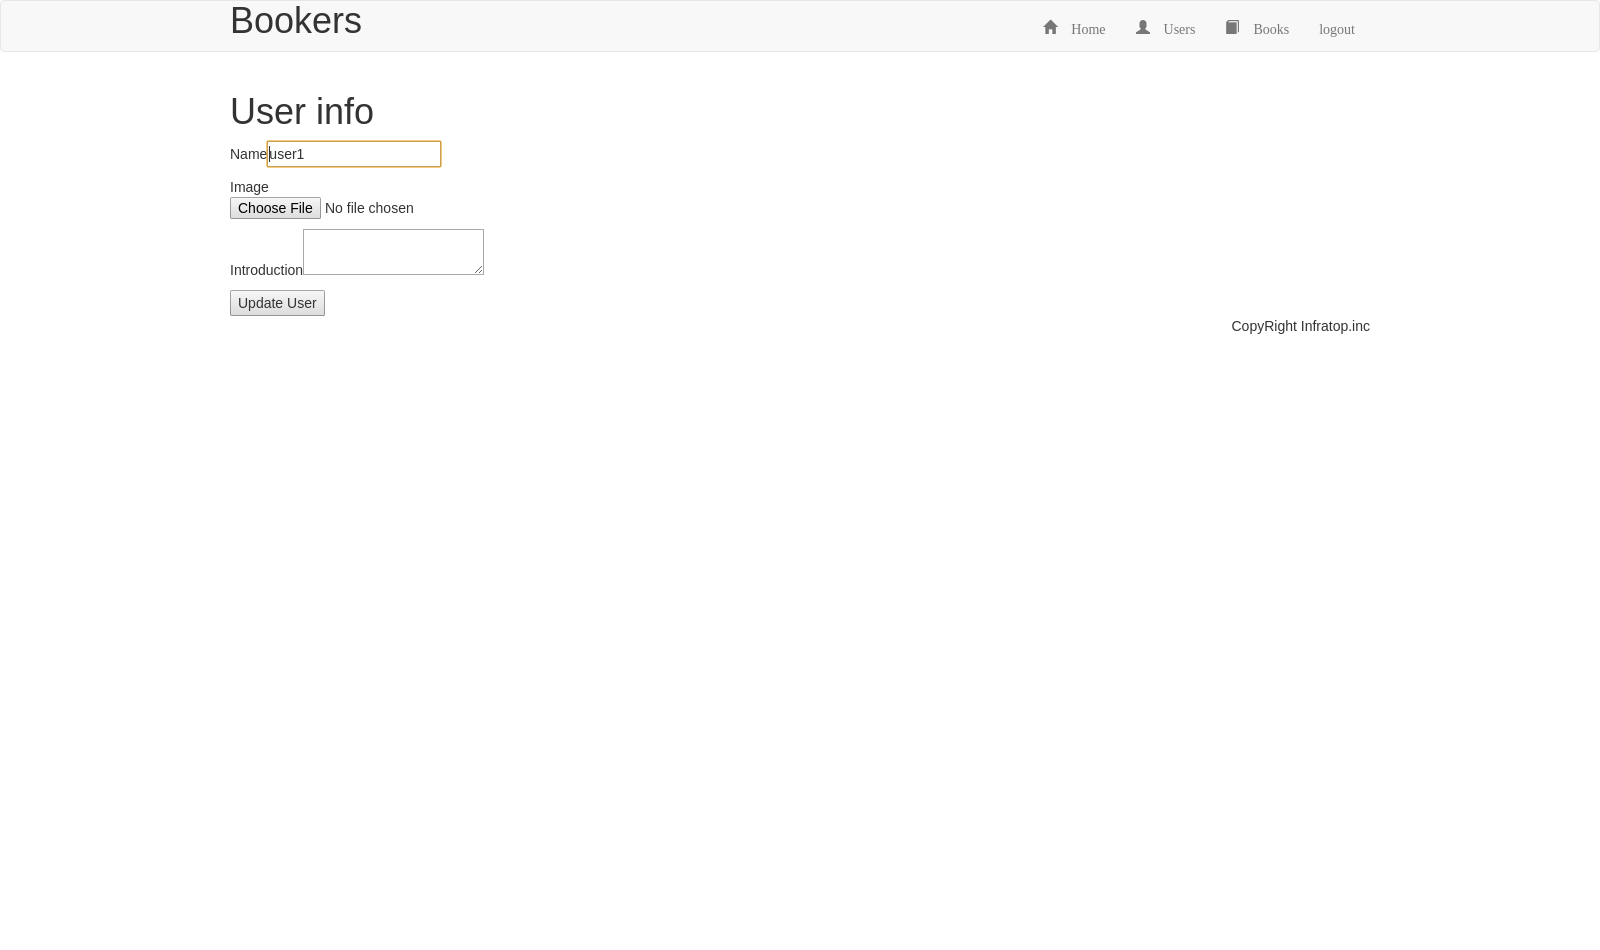 Bookers
Home Users Books logout
User info
Name user1
Image
Choose File No file chosen
Introduction
Update User
CopyRight Infratop.inc